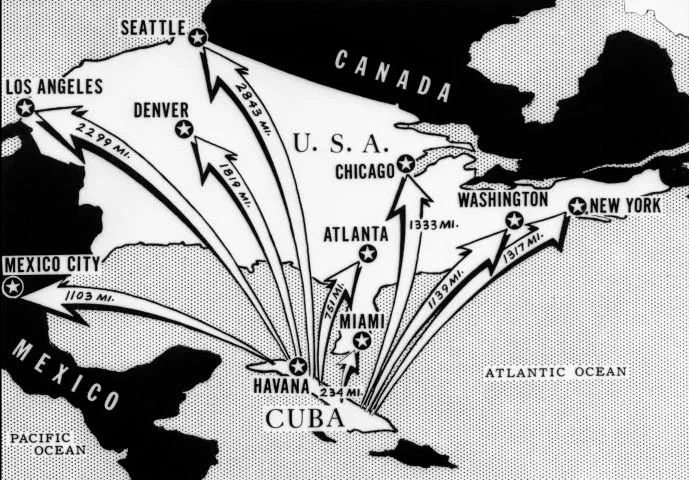 SEATTLE
CANADA
LOS ANGELES
2843 MI.
DENVER
2299 MI.
U. S. A.
1819 MI.
CHICAGO
WASHINGTON
NEW YORK
1333 MI.
ATLANTA
1317 MI.
MEXICO CITY
1139 MI.
1103 MI.
751 MI.
MIAMI
MEXICO
HAVANA
234 MI.
ATLANTIC OCEAN
CUBA
PACIFIC
OCEAN